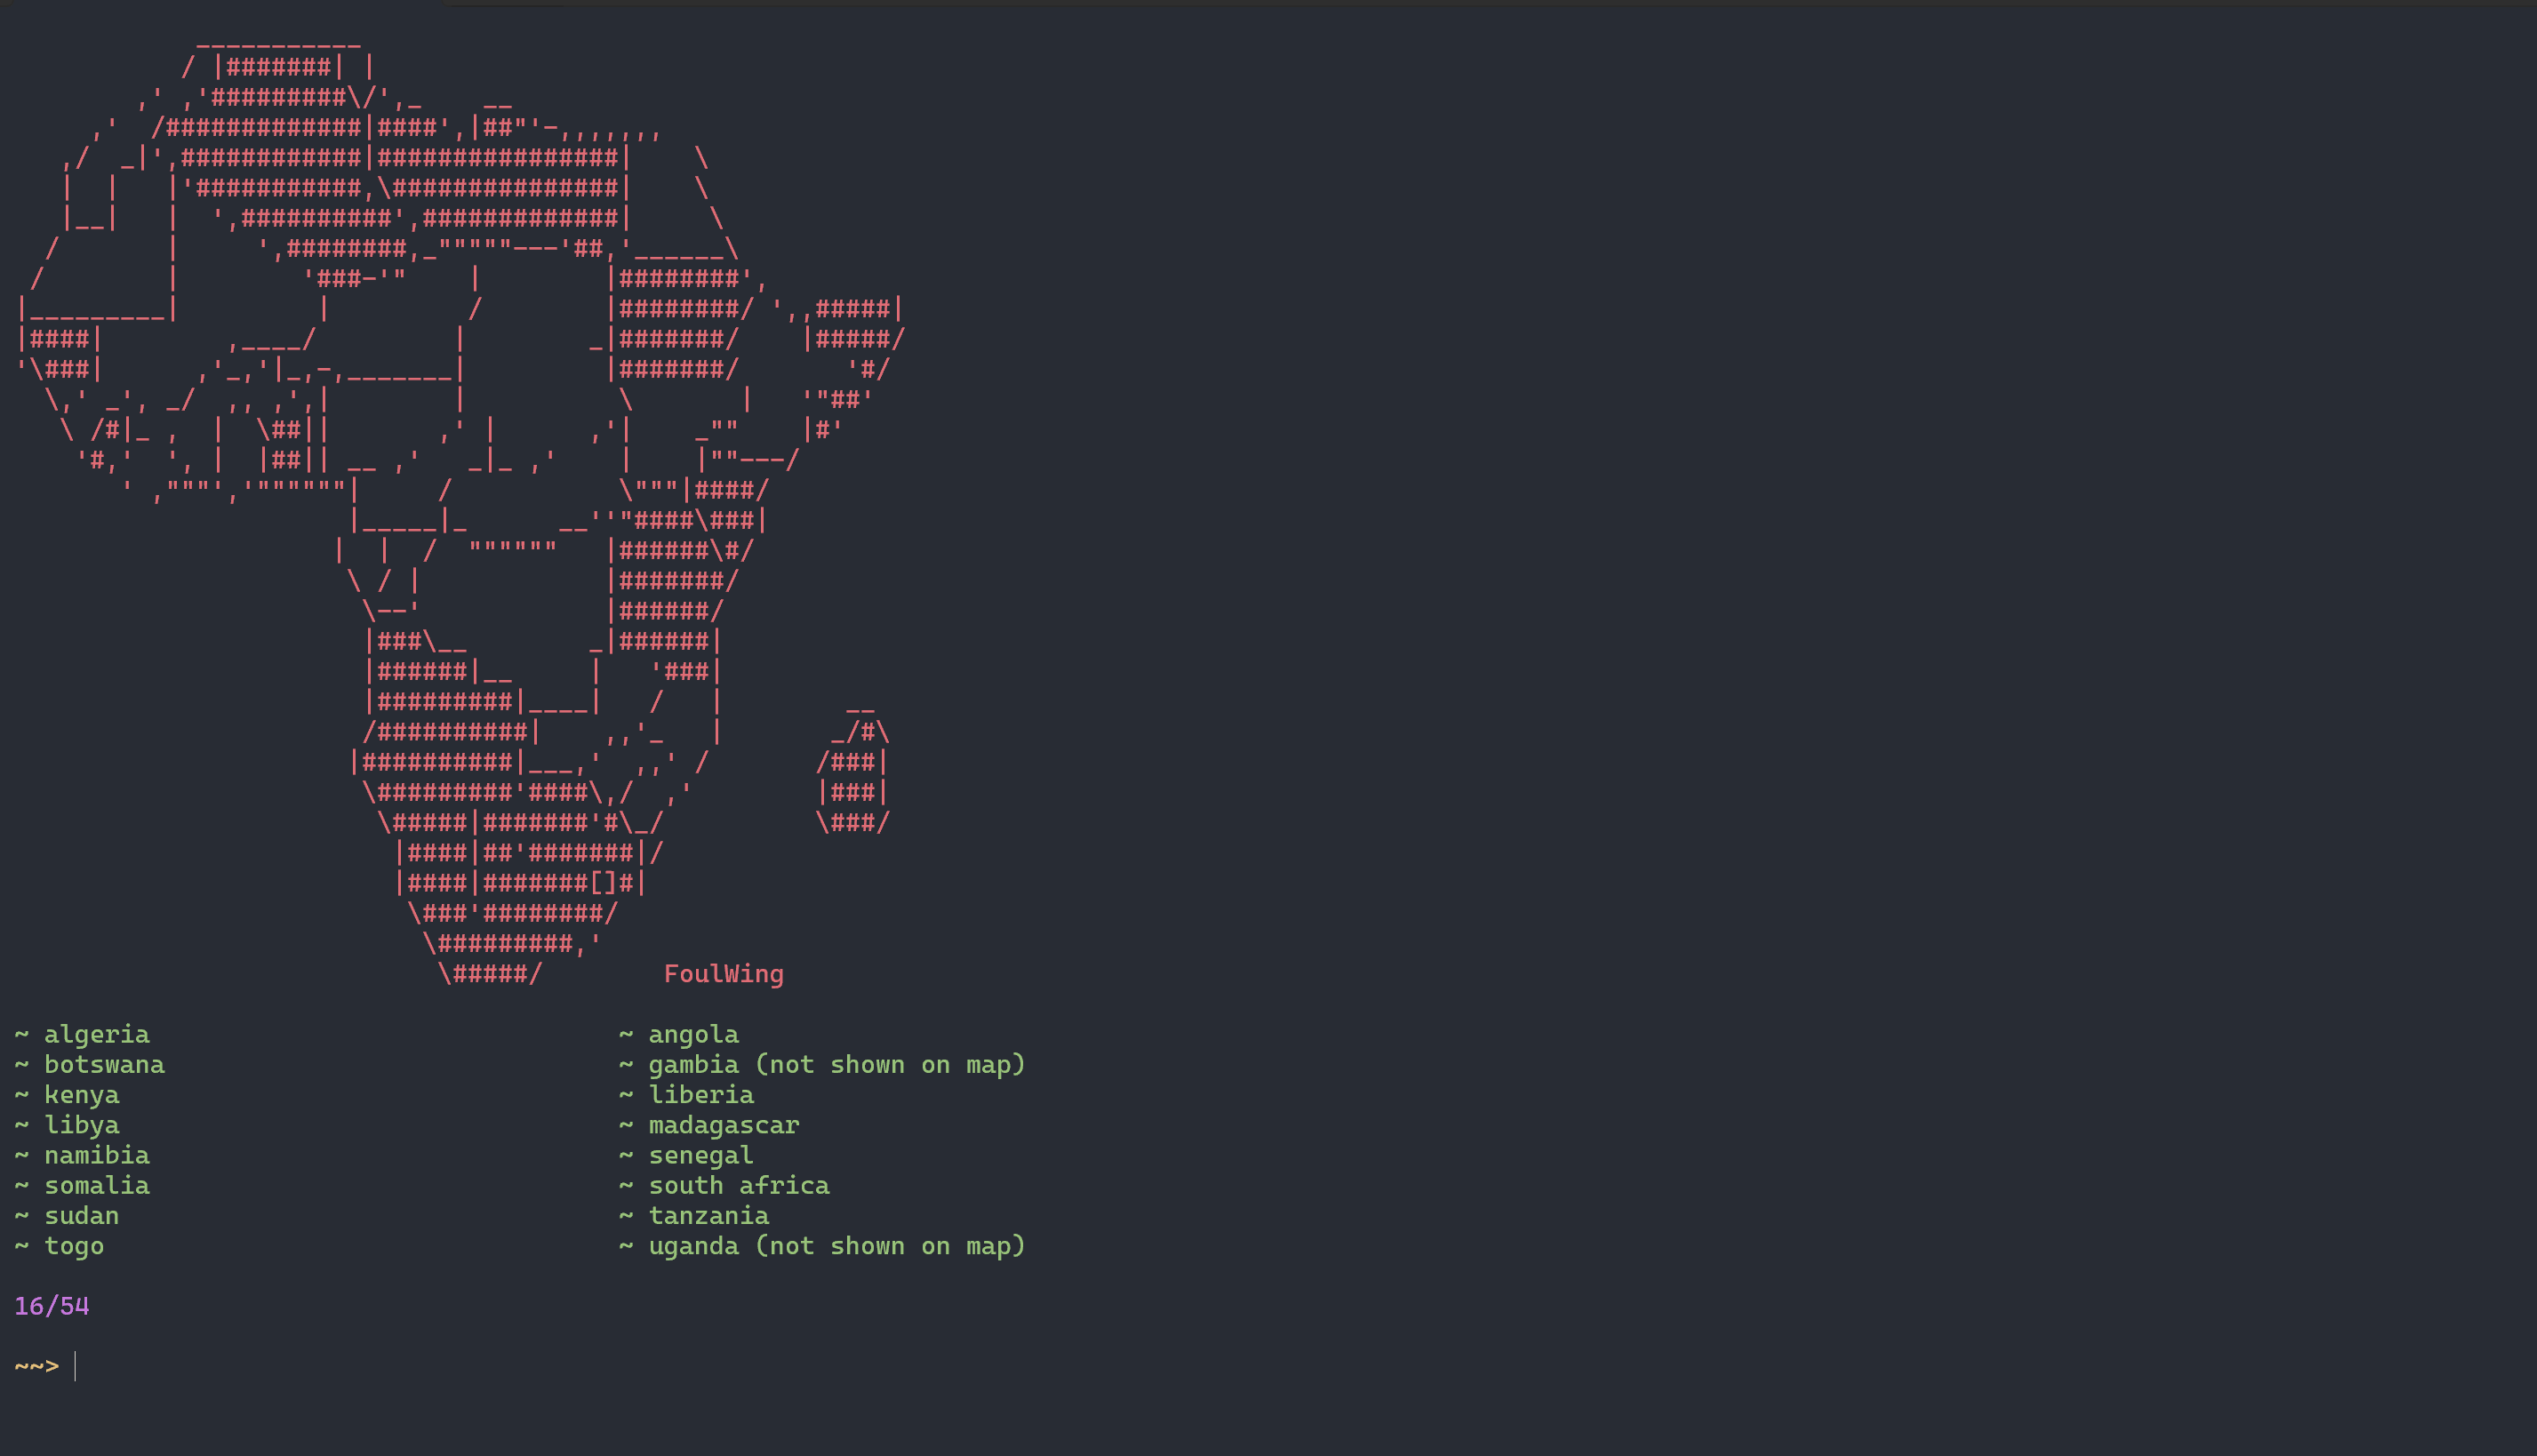 FoulWing
~ algeria ~ angola
~ botswana ~ gambia (not shown on map)
~ kenya ~ liberia
~ libya ~ madagascar
~ namibia ~ senegal
~ somalia ~ south africa
~ sudan ~ tanzania
~ togo ~ uganda (not shown on map)
16/54
~~>